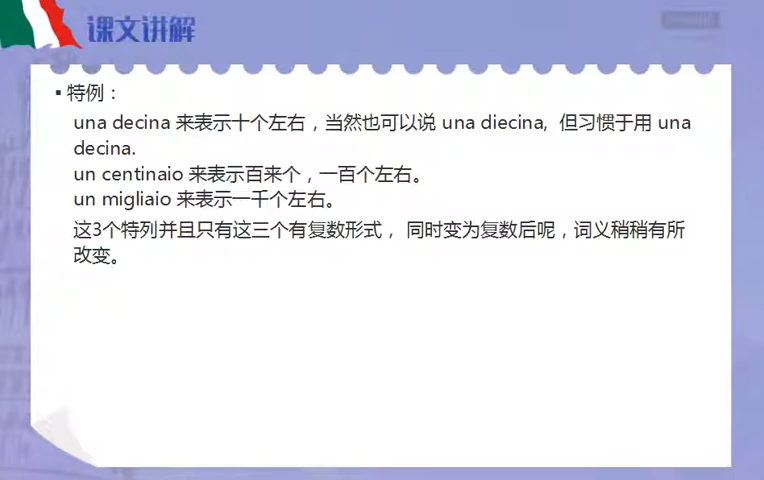 课文讲解
▪ 特例：
una decina 来表示十个左右，当然也可以说 una diecina, 但习惯于用 una
decina.
un centinaio 来表示百来个，一百个左右。
un migliaio 来表示一千个左右。
这3个特列并且只有这三个有复数形式， 同时变为复数后呢，词义稍稍有所
改变。